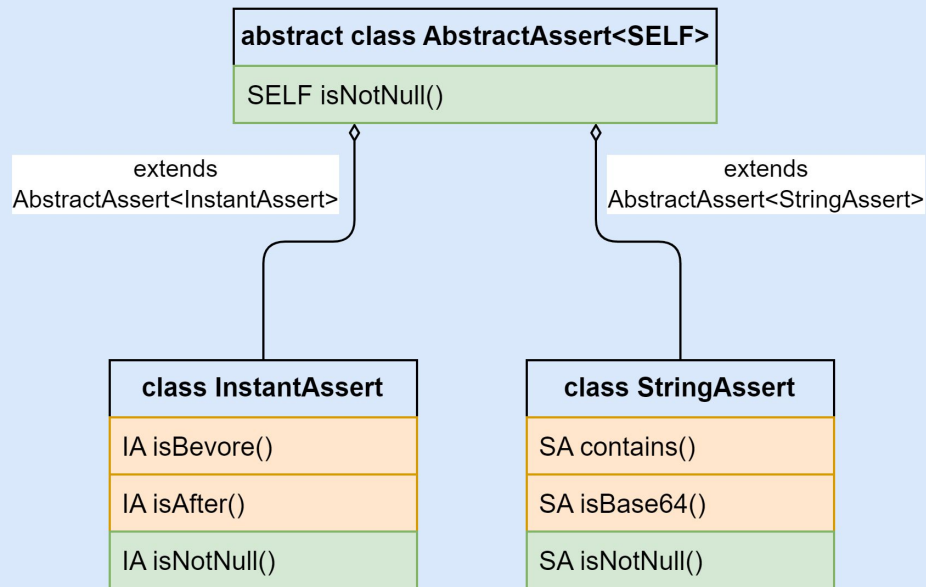 abstract class AbstractAssert<SELF>
SELF isNotNull()
extends
AbstractAssert<InstantAssert>
extends
AbstractAssert<StringAssert>
class InstantAssert
IA isBevore()
IA isAfter()
IA isNotNull()
class StringAssert
SA contains()
SA isBase64()
SA isNotNull()